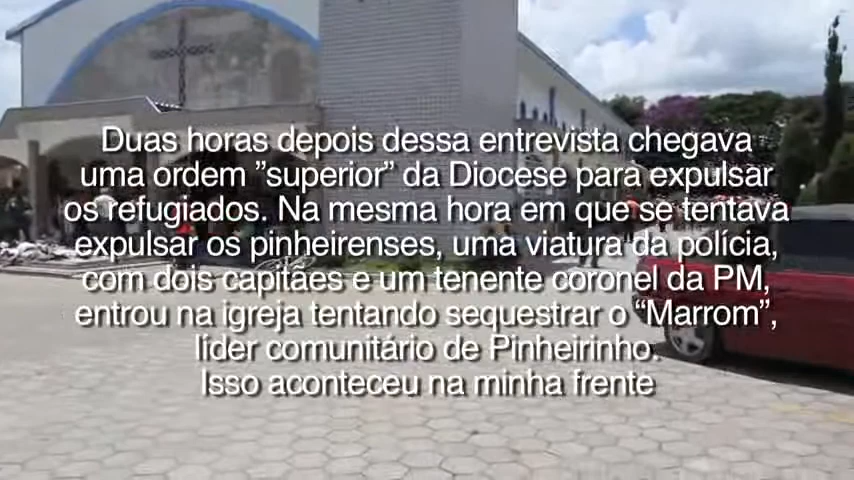 Duas horas depois dessa entrevista chegava
uma ordem ”superior” da Diocese para expulsar
os refugiados. Na mesma hora em que se tentava
expulsar os pinheirenses, uma viatura da polícia,
com dois capitães e um tenente coronel da PM,
entrou na igreja tentando sequestrar o “Marrom”,
líder comunitário de Pinheirinho.
Isso aconteceu na minha frente